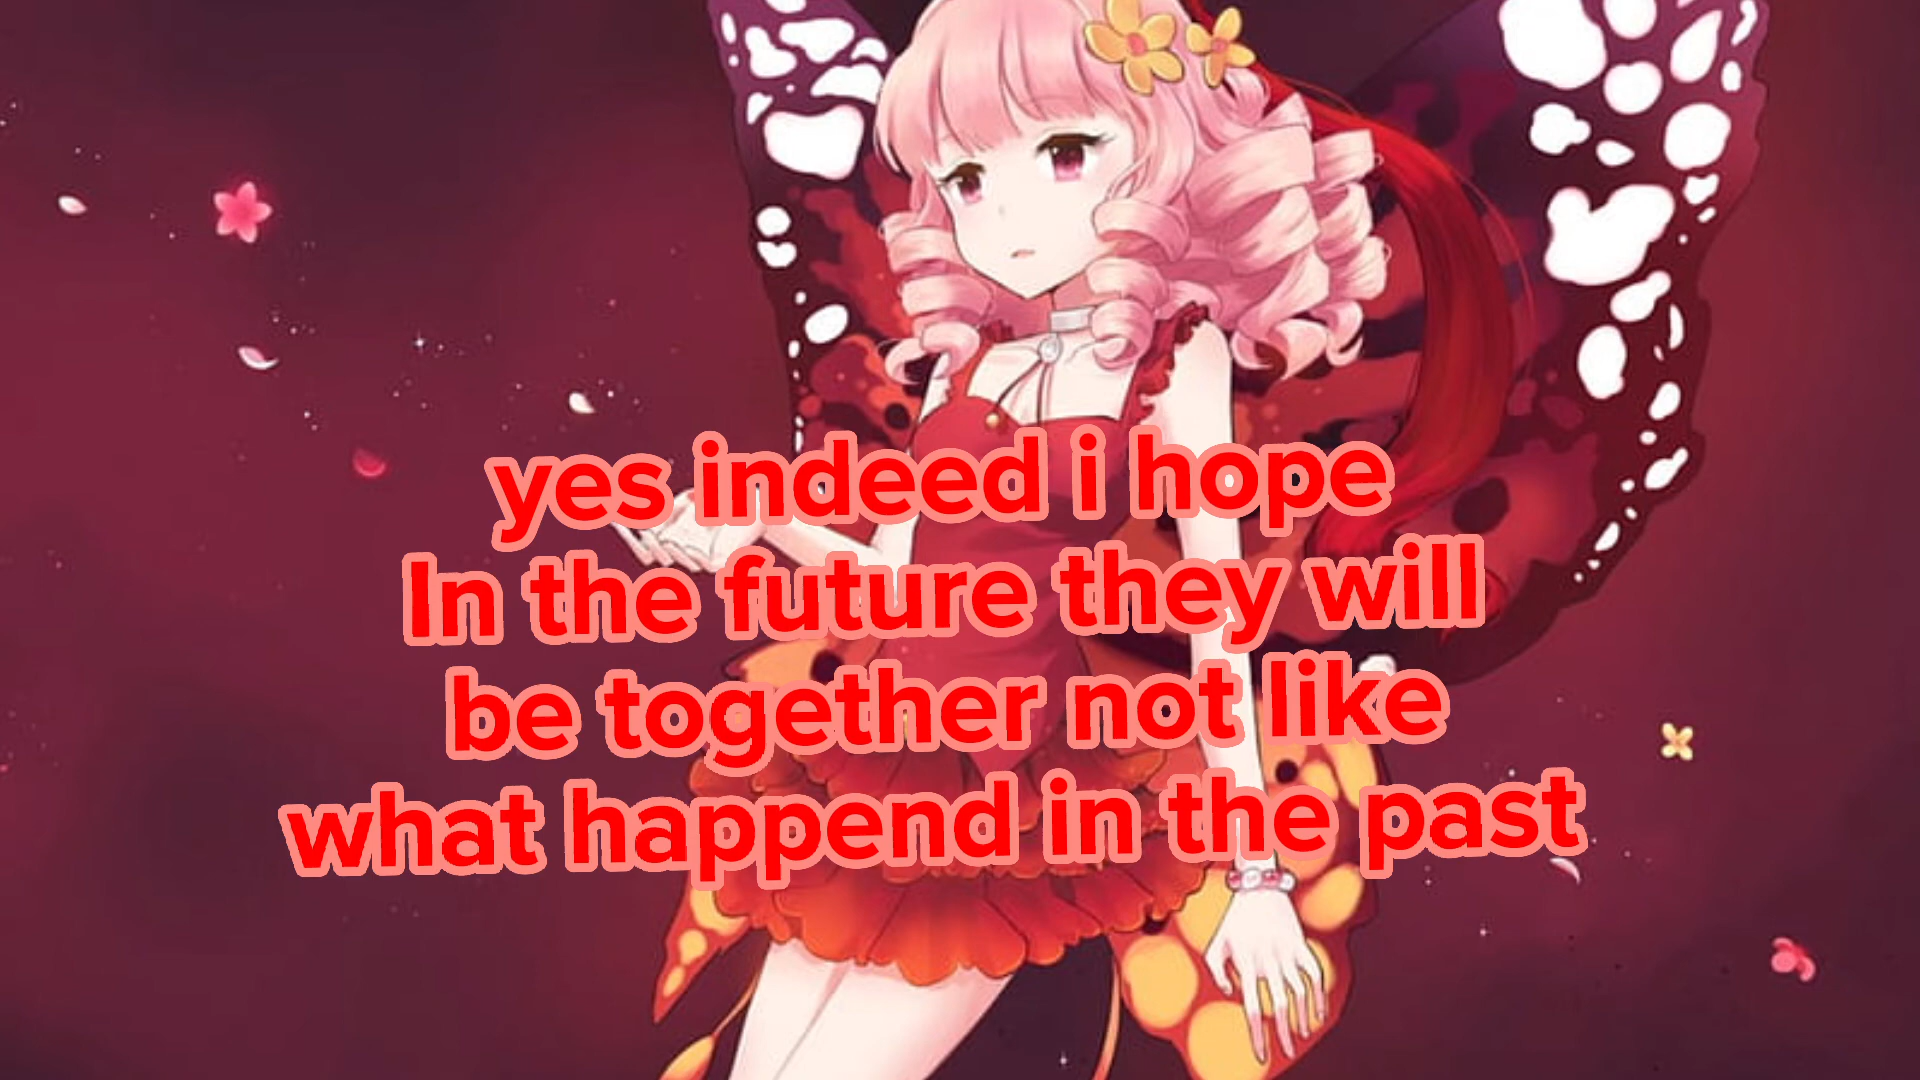 yes indeed i hope
In the future they will
be together not like
what happend in the past